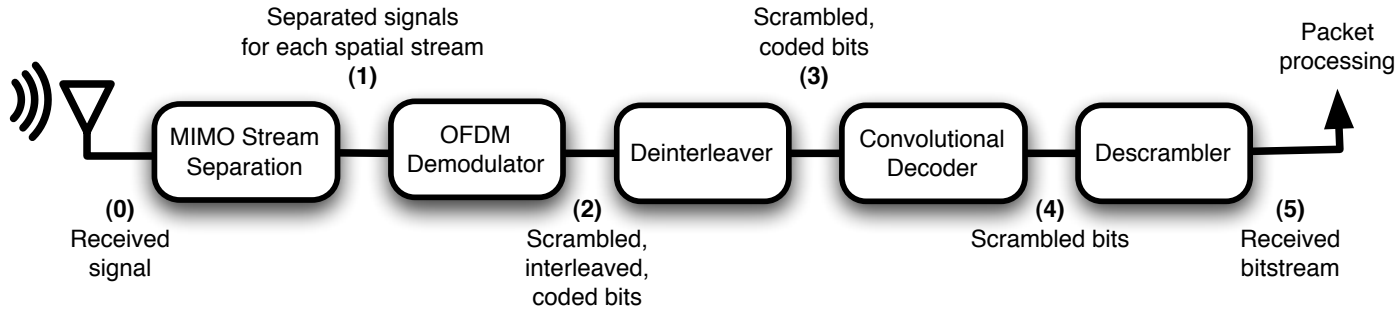 Separated signals
for each spatial stream
(1)
Scrambled,
coded bits
(3)
Packet
processing
MIMO Stream
Separation
OFDM
Demodulator
Deinterleaver
Convolutional
Decoder
Descrambler
(0)
Received
signal
(2)
Scrambled,
interleaved,
coded bits
(4)
Scrambled bits
(5)
Received
bitstream